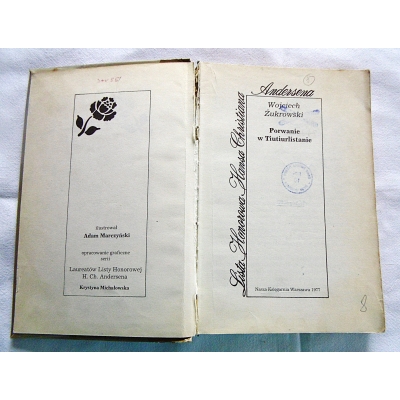 ilustrował
Adam Marczyński
opracowanie graficzne
serii
Laureatów Listy Honorowej
H. Ch. Andersena
Krystyna Michałowska
Lista Honorowa Hansa Christiana
Andersena
Wojciech
Żukrowski
Porwanie
w Tiutiurlistanie
Nasza Księgarnia Warszawa 1977
8